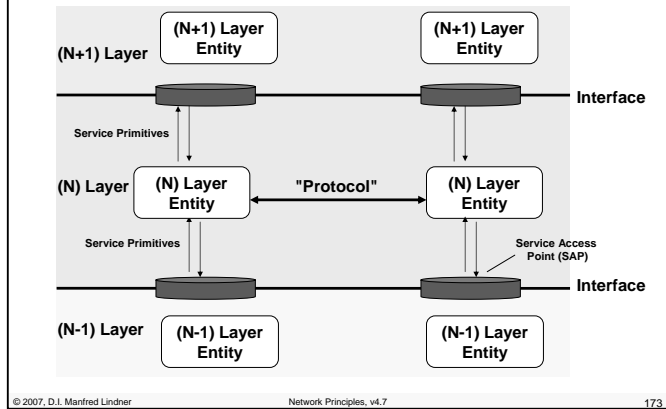 (N+1) Layer
Entity
(N+1) Layer
Entity
(N+1) Layer
Interface
Service Primitives
(N) Layer
(N) Layer
Entity
"Protocol"
(N) Layer
Entity
Service Primitives
Service Access
Point (SAP)
Interface
(N-1) Layer
(N-1) Layer
Entity
(N-1) Layer
Entity
© 2007, D.I. Manfred Lindner
Network Principles, v4.7
173